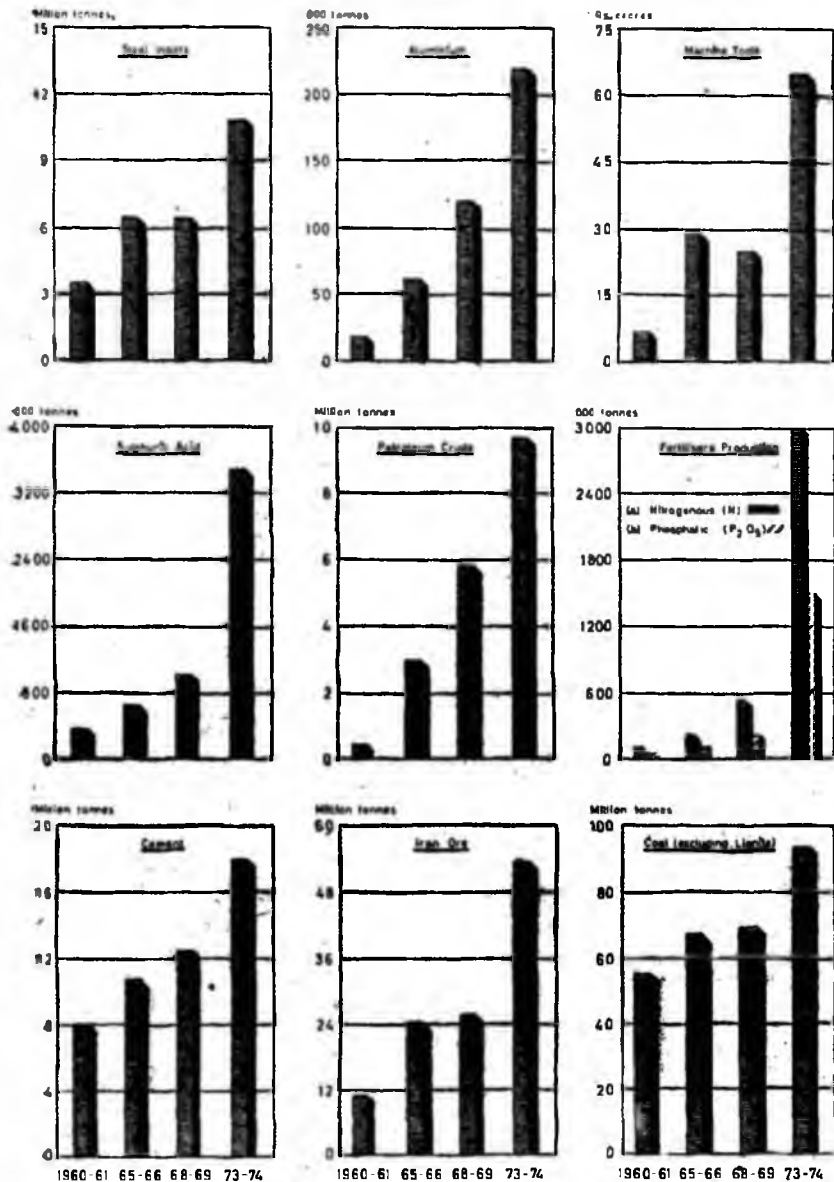 Million tonnes
15
12
9
6
3
0
000 tonnes
Aluminium
250
200
150
100
50
0
Rs. crores
Machine Tools
75
60
45
30
15
0
000 tonnes
Sulphuric Acid
4000
3200
2600
1600
800
0
Million tonnes
Petroleum Crude
10
8
6
4
2
0
000 tonnes
Fertilisers Production
(a) Nitrogenous (N)
(b) Phosphatic (P2 O5)
3000
2400
1800
1200
600
0
Million tonnes
Cement
20
16
12
8
4
0
1960-61 65-66 68-69 73-74
Million tonnes
Iron Ore
60
48
36
24
12
0
1960-61 65-66 68-69 73-74
Million tonnes
Coal (excluding Lignite)
100
80
60
40
20
0
1960-61 65-66 68-69 73-74